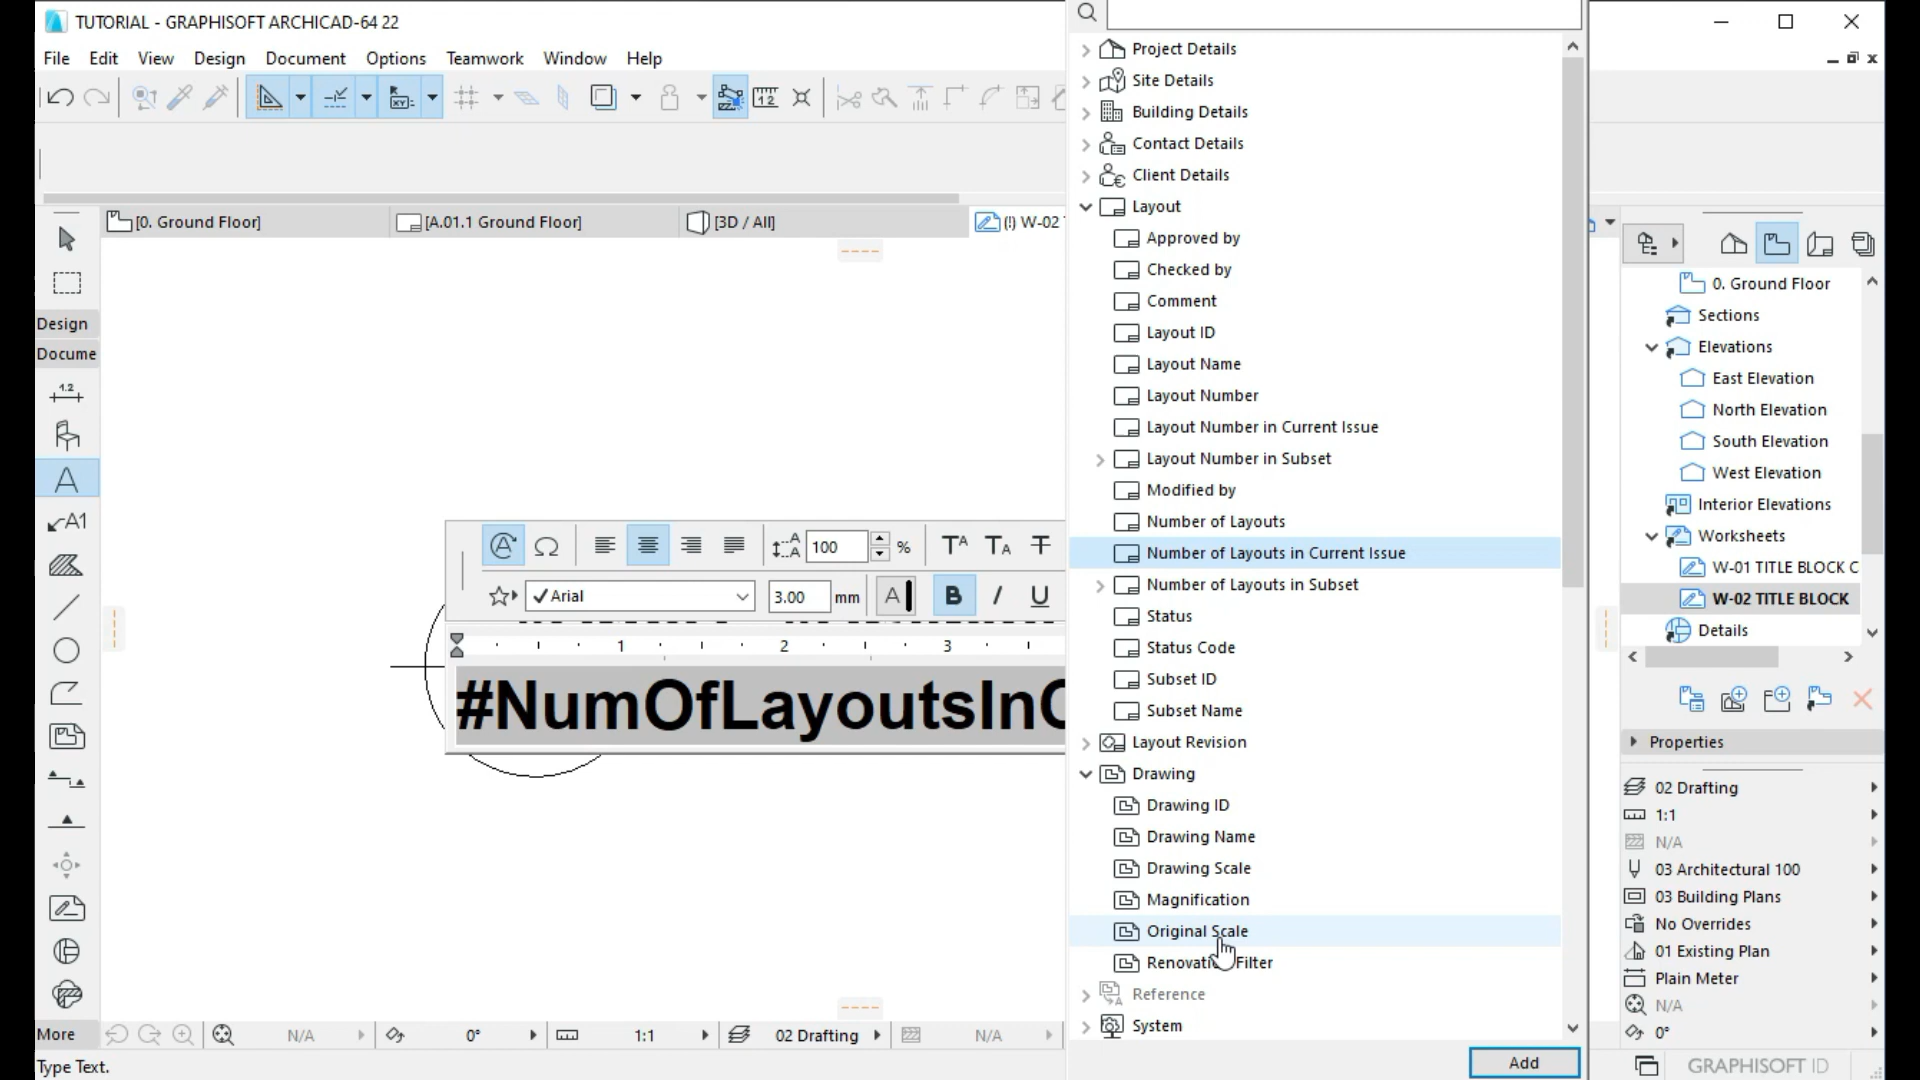 TUTORIAL - GRAPHISOFT ARCHICAD-64 22
File Edit View Design Document Options Teamwork Window Help
[0. Ground Floor] [A.01.1 Ground Floor] [3D / All] (!) W-02
Design
Docume
1.2
A1
More
100 %
Arial 3.00 mm A B I U
1 2 3
#NumOfLayoutsInC
N/A 0° 1:1 02 Drafting N/A
Type Text.
Project Details
Site Details
Building Details
Contact Details
Client Details
Layout
Approved by
Checked by
Comment
Layout ID
Layout Name
Layout Number
Layout Number in Current Issue
Layout Number in Subset
Modified by
Number of Layouts
Number of Layouts in Current Issue
Number of Layouts in Subset
Status
Status Code
Subset ID
Subset Name
Layout Revision
Drawing
Drawing ID
Drawing Name
Drawing Scale
Magnification
Original Scale
Filter
Reference
System
Add
0. Ground Floor
Sections
Elevations
East Elevation
North Elevation
South Elevation
West Elevation
Interior Elevations
Worksheets
W-01 TITLE BLOCK C
W-02 TITLE BLOCK
Details
Properties
02 Drafting
1:1
N/A
03 Architectural 100
03 Building Plans
No Overrides
01 Existing Plan
Plain Meter
N/A
0°
GRAPHISOFT ID